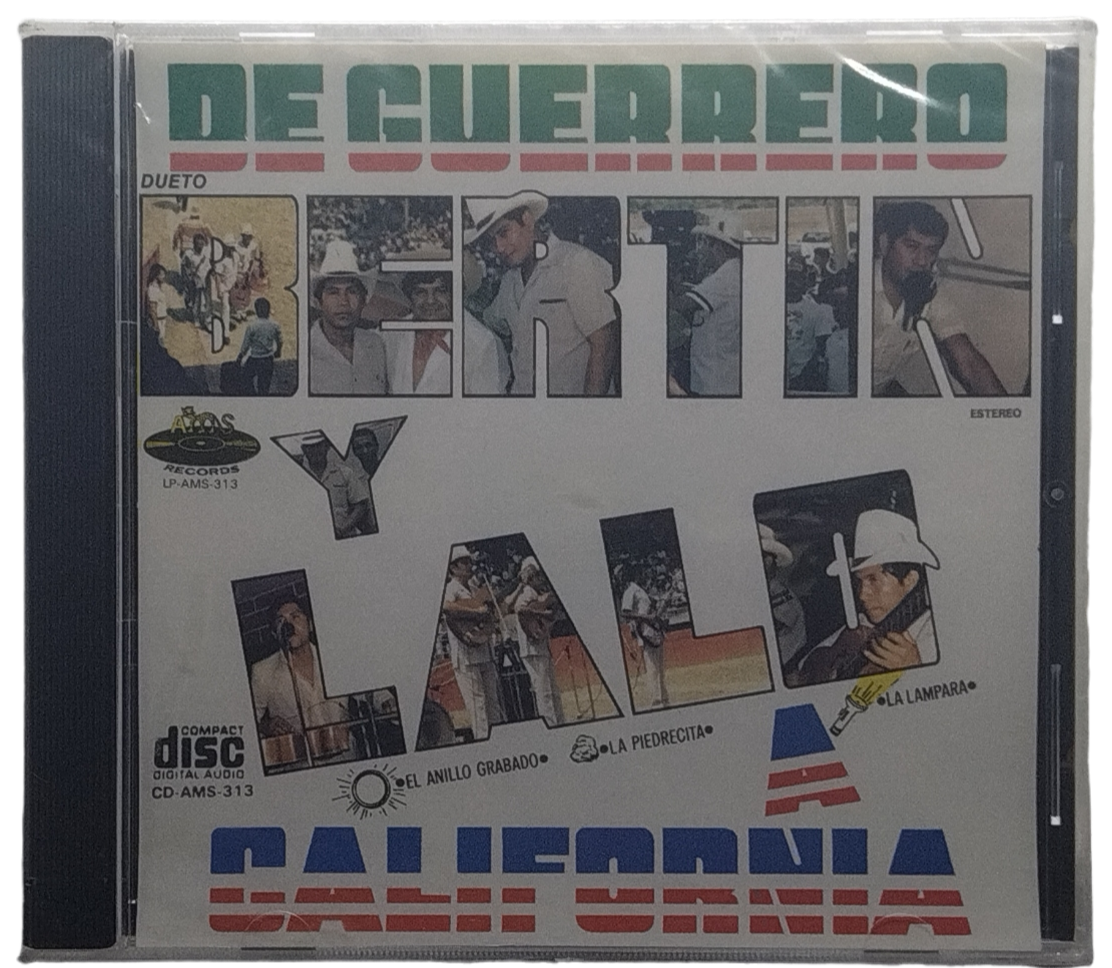 DE GUERRERO
DUETO
BERTIN
ESTEREO
AMS
RECORDS
LP-AMS-313
Y
LALO
•LA LAMPARA•
•LA PIEDRECITA•
•EL ANILLO GRABADO•
COMPACT
disc
DIGITAL AUDIO
CD-AMS-313
A
CALIFORNIA